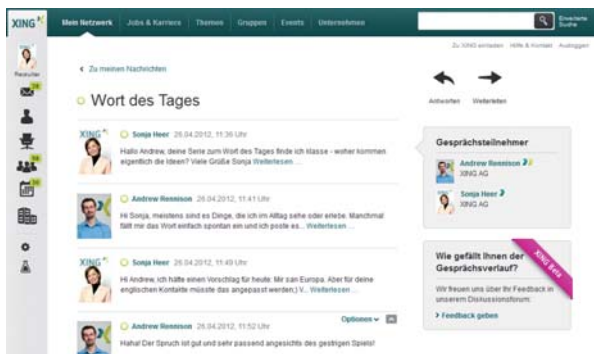 XING
Mein Netzwerk
Jobs & Karriere
Themen
Gruppen
Events
Unternehmen
Erweiterte
Suche
Zu XING einladen
Hilfe & Kontakt
Ausloggen
Recruiter
Zu meinen Nachrichten
Wort des Tages
Antworten
Weiterleiten
XING
Sonja Heer 26.04.2012, 11:36 Uhr
Hallo Andrew, deine Serie zum Wort des Tages finde ich klasse - woher kommen
eigentlich die Ideen? Viele Grüße Sonja Weiterlesen ...
Andrew Rennison 26.04.2012, 11:41 Uhr
Hi Sonja, meistens sind es Dinge, die ich im Alltag sehe oder erlebe. Manchmal
fällt mir das Wort einfach spontan ein und ich poste es... Weiterlesen ...
XING
Sonja Heer 26.04.2012, 11:49 Uhr
Hi Andrew, ich hätte einen Vorschlag für heute: Mir san Europa. Aber für deine
englischen Kontakte müsste das angepasst werden;) V... Weiterlesen ...
Optionen
Andrew Rennison 26.04.2012, 11:52 Uhr
Haha! Der Spruch ist gut und sehr passend angesichts des gestrigen Spiels!
Gesprächsteilnehmer
Andrew Rennison
XING AG
Sonja Heer
XING AG
Wie gefällt Ihnen der
Gesprächsverlauf?
XING Beta
Wir freuen uns über Ihr Feedback in
unserem Diskussionsforum:
Feedback geben